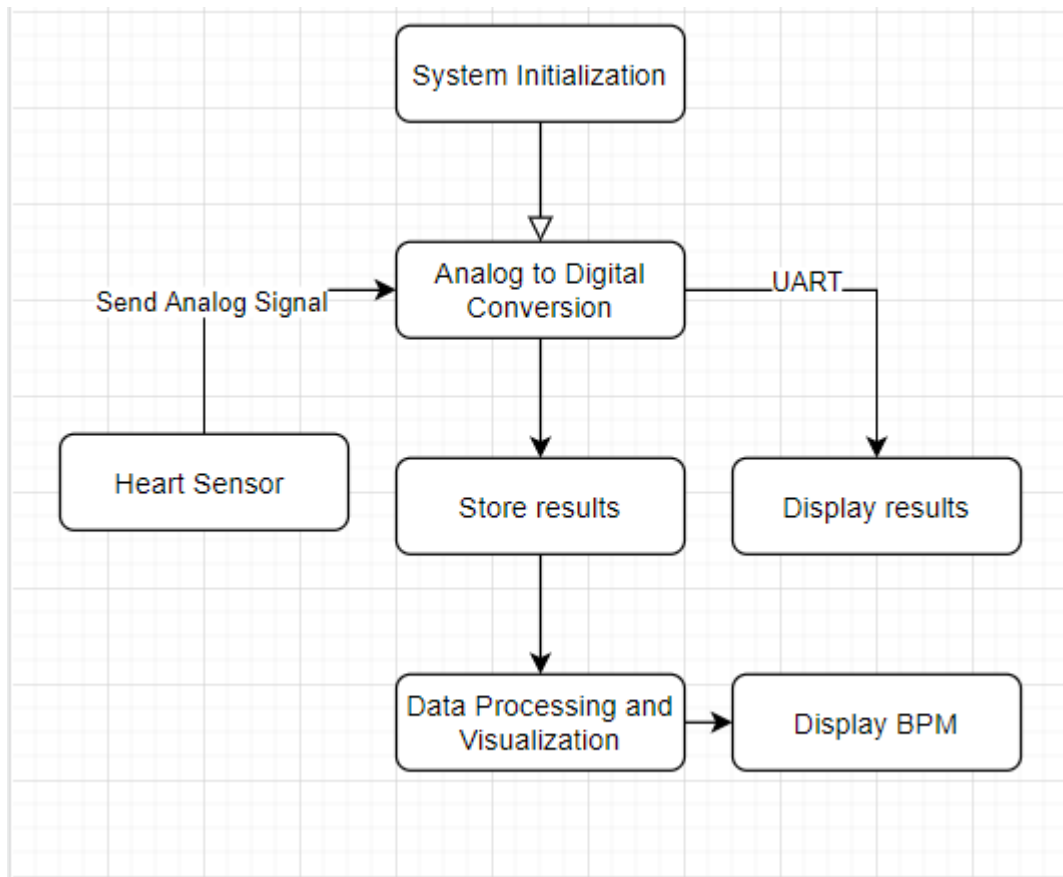 System Initialization
Analog to Digital
Conversion
UART
Send Analog Signal
Heart Sensor
Store results
Display results
Data Processing and
Visualization
Display BPM